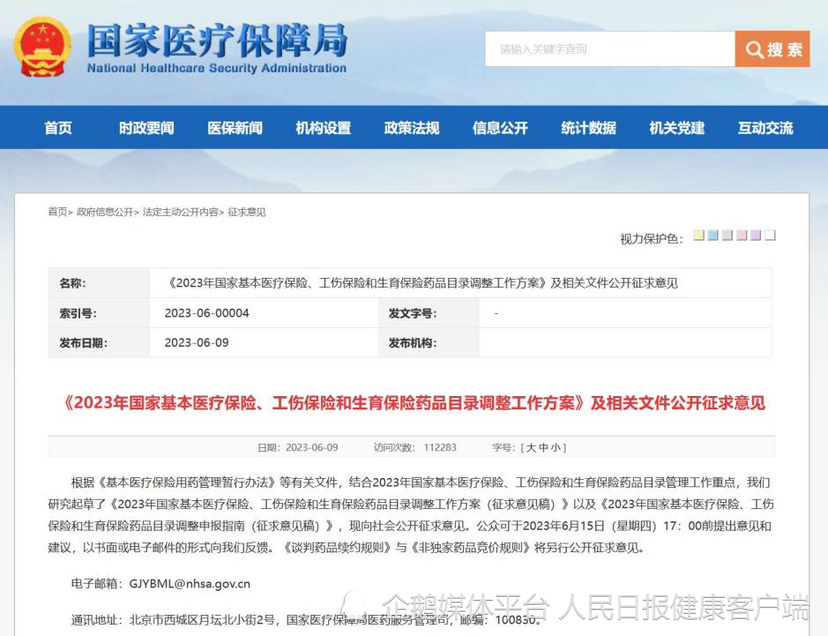 国家医疗保障局
National Healthcare Security Administration
请输入关键字查询
搜 索
首页 时政要闻 医保新闻 机构设置 政策法规 信息公开 统计数据 机关党建 互动交流
首页> 政府信息公开> 法定主动公开内容> 征求意见
视力保护色：
名称： 《2023年国家基本医疗保险、工伤保险和生育保险药品目录调整工作方案》及相关文件公开征求意见
索引号： 2023-06-00004 发文字号： -
发布日期： 2023-06-09 发布机构：
《2023年国家基本医疗保险、工伤保险和生育保险药品目录调整工作方案》及相关文件公开征求意见
日期：2023-06-09 访问次数： 112283 字号：[ 大 中 小 ]
根据《基本医疗保险用药管理暂行办法》等有关文件，结合2023年国家基本医疗保险、工伤保险和生育保险药品目录管理工作重点，我们
研究起草了《2023年国家基本医疗保险、工伤保险和生育保险药品目录调整工作方案（征求意见稿）》以及《2023年国家基本医疗保险、工伤
保险和生育保险药品目录调整申报指南（征求意见稿）》，现向社会公开征求意见。公众可于2023年6月15日（星期四）17：00前提出意见和
建议，以书面或电子邮件的形式向我们反馈。《谈判药品续约规则》与《非独家药品竞价规则》将另行公开征求意见。
电子邮箱：GJYBML@nhsa.gov.cn
通讯地址：北京市西城区月坛北小街2号，国家医疗保障局医药服务管理司，邮编：100830。
企鹅媒体平台 人民日报健康客户端